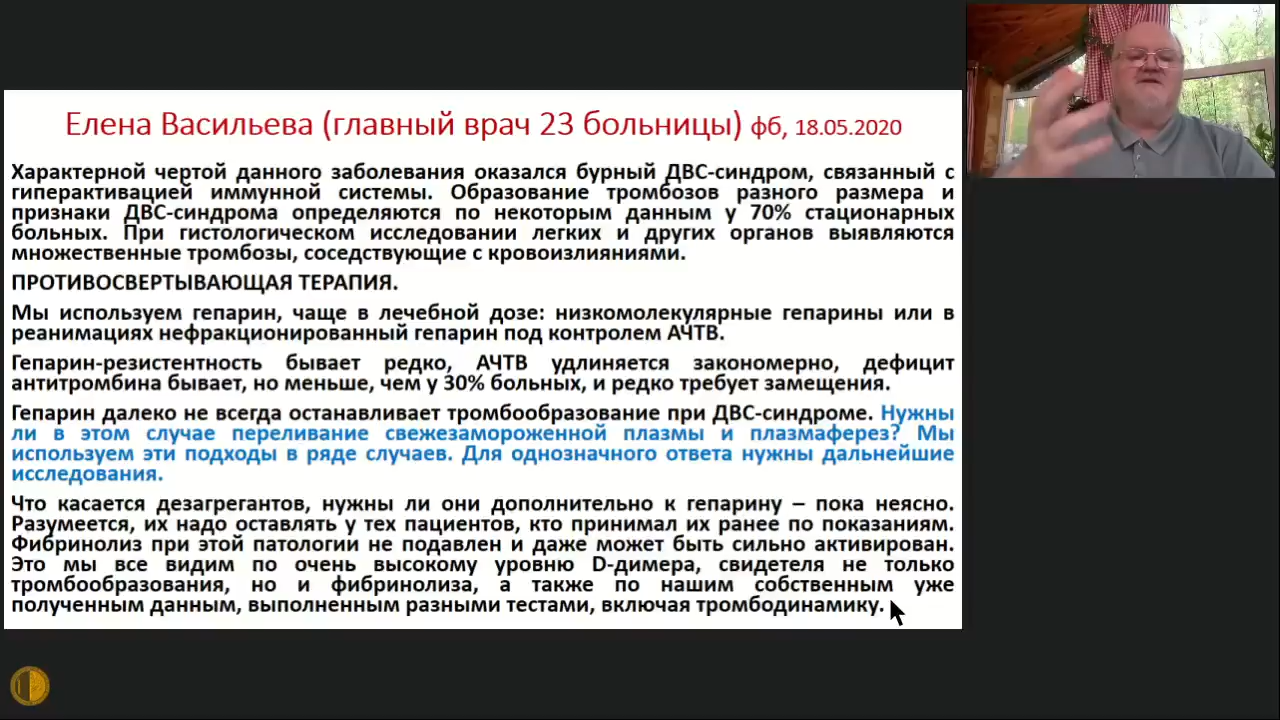 Елена Васильева (главный врач 23 больницы) фб, 18.05.2020
Характерной чертой данного заболевания оказался бурный ДВС-синдром, связанный с
гиперактивацией иммунной системы. Образование тромбозов разного размера и
признаки ДВС-синдрома определяются по некоторым данным у 70% стационарных
больных. При гистологическом исследовании легких и других органов выявляются
множественные тромбозы, соседствующие с кровоизлияниями.
ПРОТИВОСВЕРТЫВАЮЩАЯ ТЕРАПИЯ.
Мы используем гепарин, чаще в лечебной дозе: низкомолекулярные гепарины или в
реанимациях нефракционированный гепарин под контролем АЧТВ.
Гепарин-резистентность бывает редко, АЧТВ удлиняется закономерно, дефицит
антитромбина бывает, но меньше, чем у 30% больных, и редко требует замещения.
Гепарин далеко не всегда останавливает тромбообразование при ДВС-синдроме. Нужны
ли в этом случае переливание свежезамороженной плазмы и плазмаферез? Мы
используем эти подходы в ряде случаев. Для однозначного ответа нужны дальнейшие
исследования.
Что касается дезагрегантов, нужны ли они дополнительно к гепарину – пока неясно.
Разумеется, их надо оставлять у тех пациентов, кто принимал их ранее по показаниям.
Фибринолиз при этой патологии не подавлен и даже может быть сильно активирован.
Это мы все видим по очень высокому уровню D-димера, свидетеля не только
тромбообразования, но и фибринолиза, а также по нашим собственным уже
полученным данным, выполненным разными тестами, включая тромбодинамику.